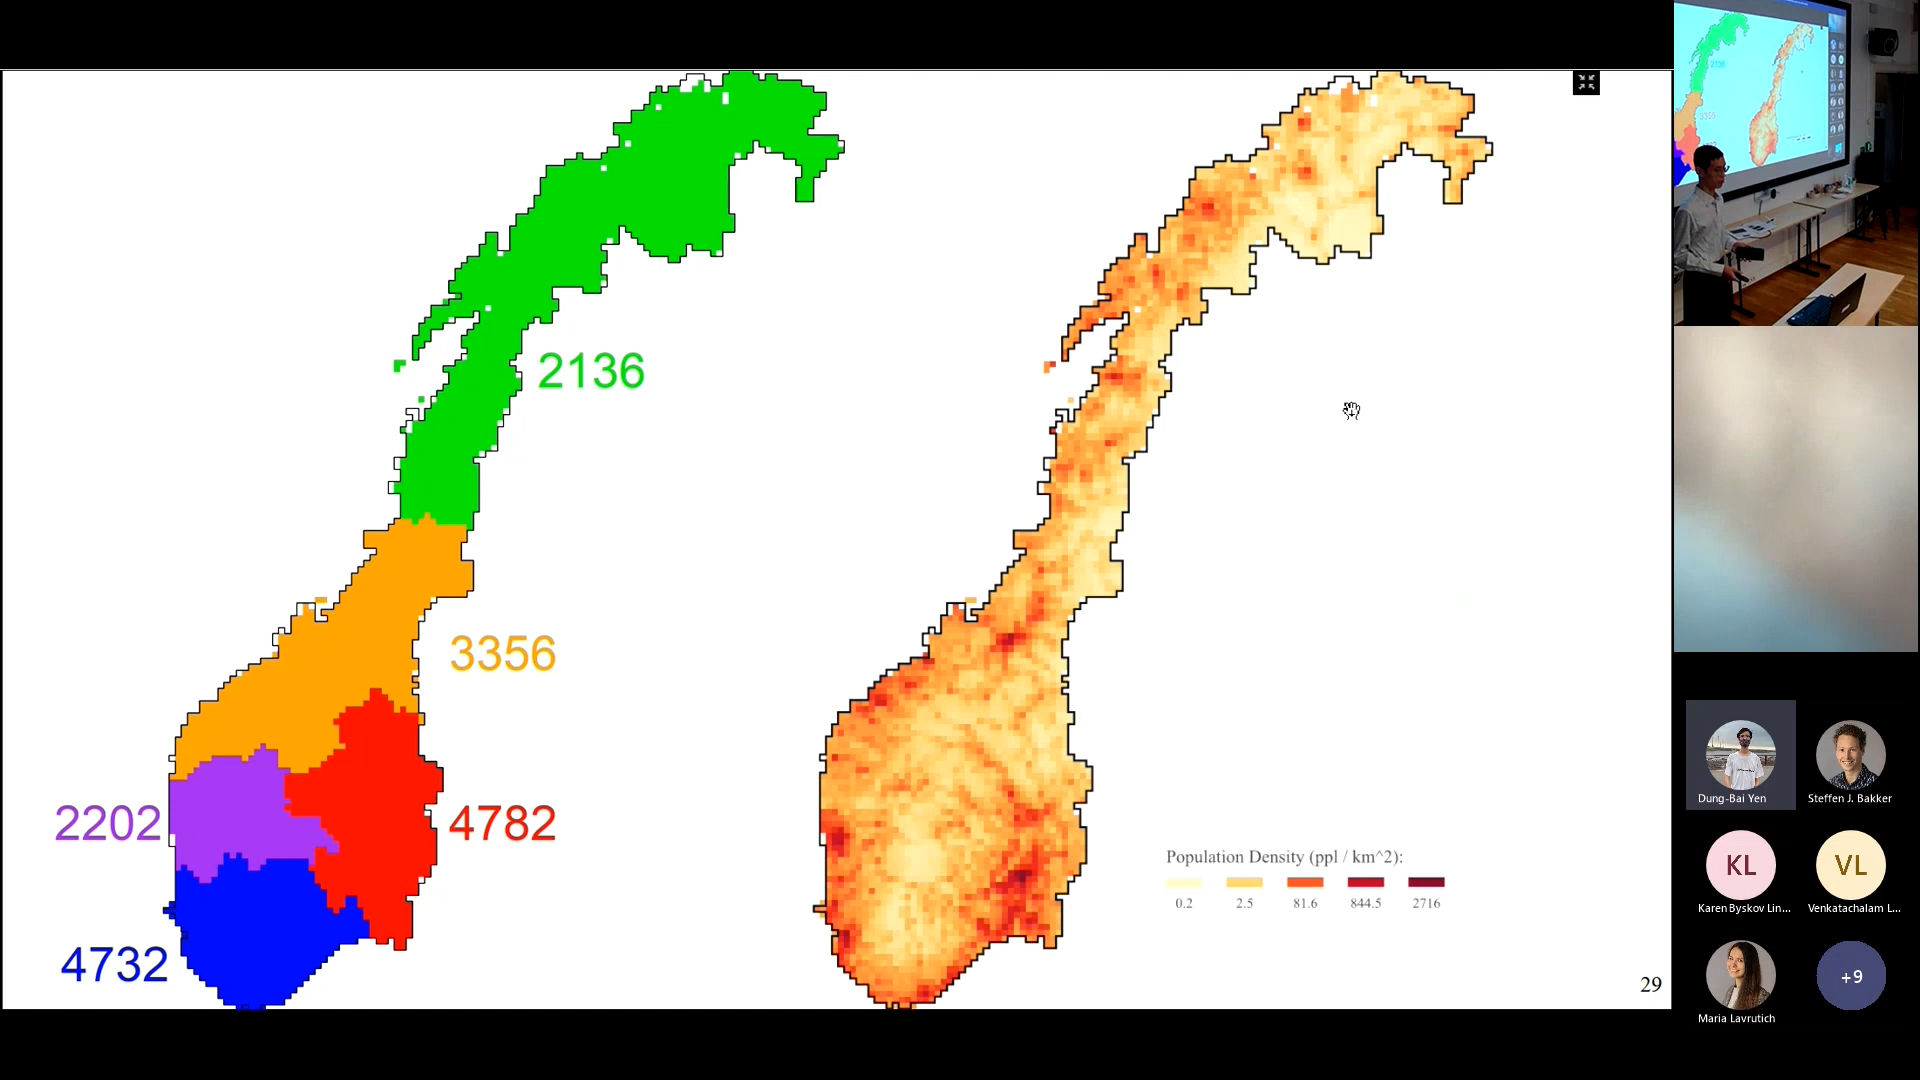 2136
3356
2202
4782
4732
Population Density (ppl / km^2):
0.2 2.5 81.6 844.5 2716
29
Dung-Bai Yen
Steffen J. Bakker
KL
VL
Karen Byskov Lin...
Venkatachalam L...
+9
Maria Lavrutich